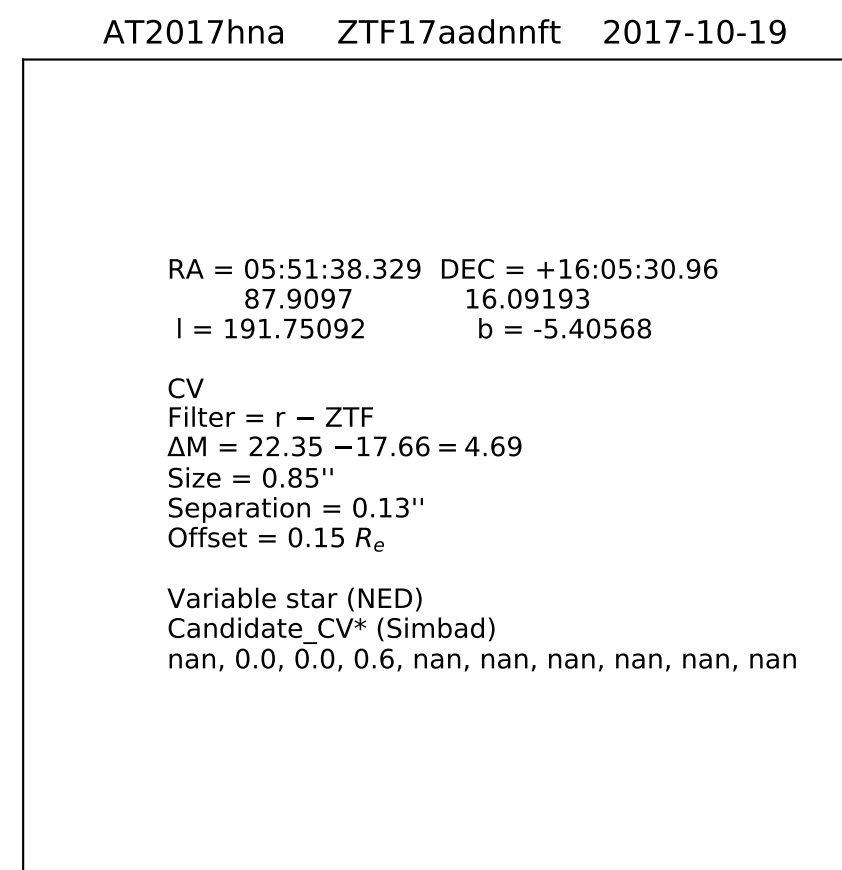 AT2017hna ZTF17aadnnft 2017-10-19
RA = 05:51:38.329 DEC = +16:05:30.96
87.9097 16.09193
l = 191.75092 b = -5.40568
CV
Filter = r − ZTF
ΔM = 22.35 −17.66 = 4.69
Size = 0.85''
Separation = 0.13''
Offset = 0.15 Re
Variable star (NED)
Candidate_CV* (Simbad)
nan, 0.0, 0.0, 0.6, nan, nan, nan, nan, nan, nan